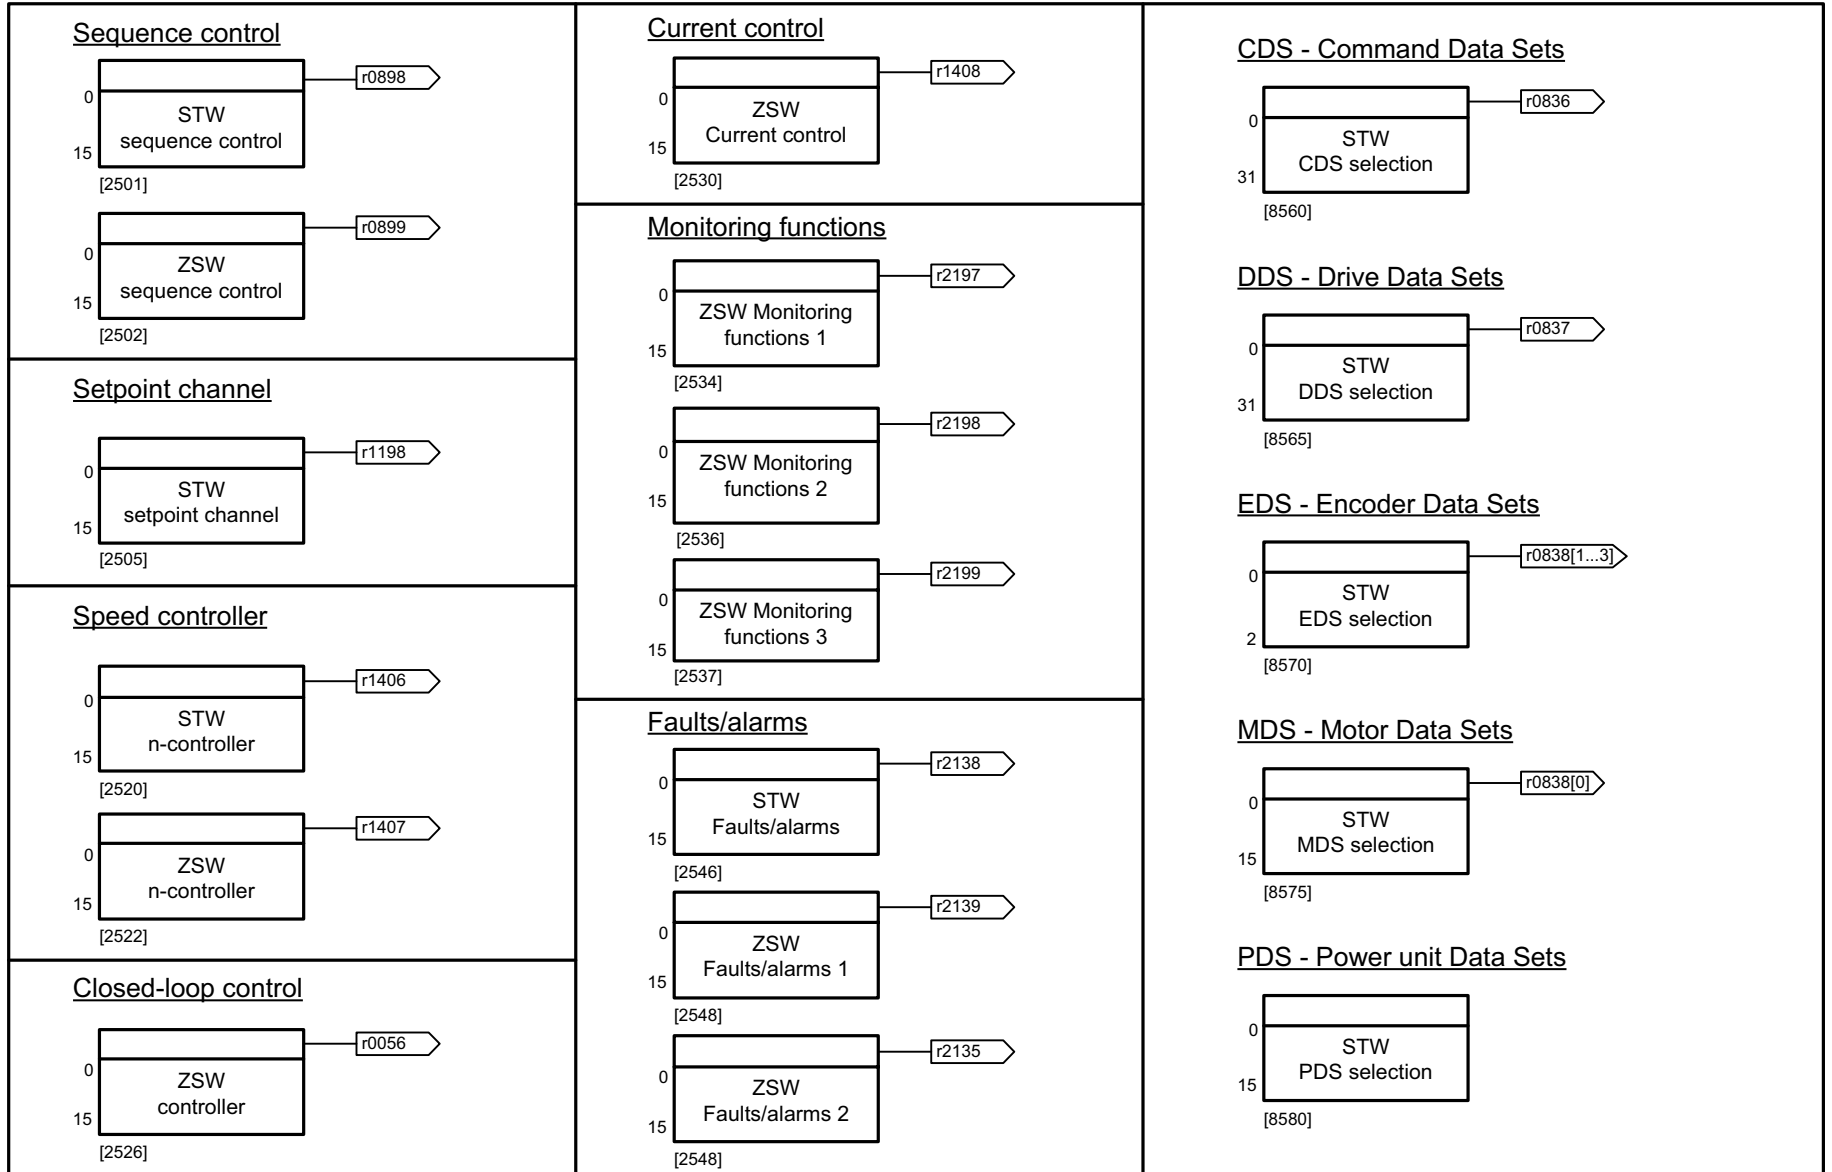 Sequence control
r0898
0
STW
sequence control
15
[2501]
r0899
0
ZSW
sequence control
15
[2502]
Setpoint channel
r1198
0
STW
setpoint channel
15
[2505]
Speed controller
r1406
0
STW
n-controller
15
[2520]
r1407
0
ZSW
n-controller
15
[2522]
Closed-loop control
r0056
0
ZSW
controller
15
[2526]
Current control
r1408
0
ZSW
Current control
15
[2530]
Monitoring functions
r2197
0
ZSW Monitoring
functions 1
15
[2534]
r2198
0
ZSW Monitoring
functions 2
15
[2536]
r2199
0
ZSW Monitoring
functions 3
15
[2537]
Faults/alarms
r2138
0
STW
Faults/alarms
15
[2546]
r2139
0
ZSW
Faults/alarms 1
15
[2548]
r2135
0
ZSW
Faults/alarms 2
15
[2548]
CDS - Command Data Sets
r0836
0
STW
CDS selection
31
[8560]
DDS - Drive Data Sets
r0837
0
STW
DDS selection
31
[8565]
EDS - Encoder Data Sets
r0838[1...3]
0
STW
EDS selection
2
[8570]
MDS - Motor Data Sets
r0838[0]
0
STW
MDS selection
15
[8575]
PDS - Power unit Data Sets
0
STW
PDS selection
15
[8580]